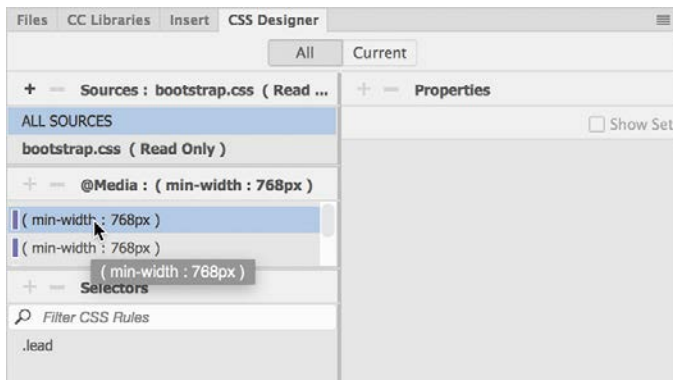 Files CC Libraries Insert CSS Designer
All Current
+ − Sources : bootstrap.css ( Read ...
+ − Properties
ALL SOURCES
Show Set
bootstrap.css ( Read Only )
+ − @Media : ( min-width : 768px )
( min-width : 768px )
( min-width : 768px )
( min-width : 768px )
+ − Selectors
Filter CSS Rules
.lead